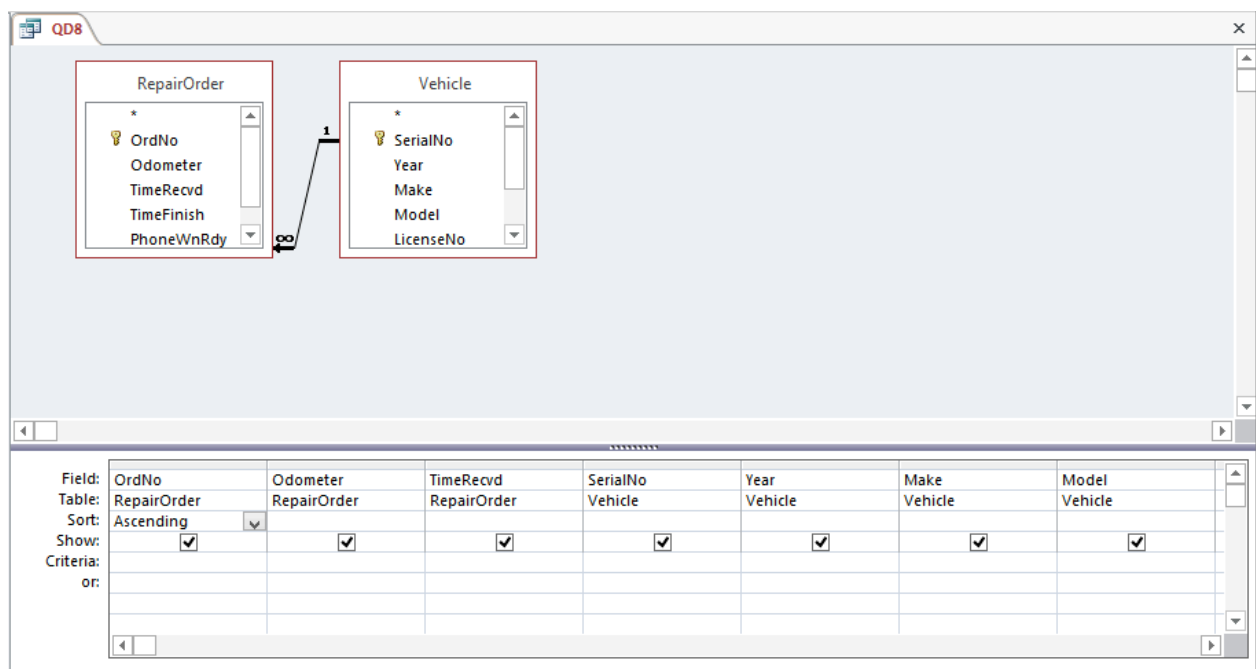 QD8
RepairOrder
*
OrdNo
Odometer
TimeRecvd
TimeFinish
PhoneWnRdy
1
∞
Vehicle
*
SerialNo
Year
Make
Model
LicenseNo
Field: OrdNo Odometer TimeRecvd SerialNo Year Make Model
Table: RepairOrder RepairOrder RepairOrder Vehicle Vehicle Vehicle Vehicle
Sort: Ascending
Show:
Criteria:
or: